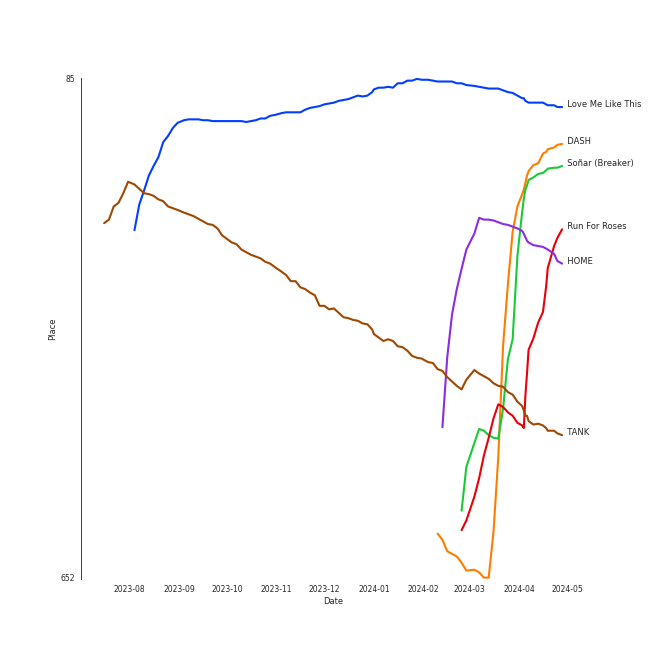 85
Love Me Like This
DASH
Soñar (Breaker)
Run For Roses
HOME
Place
TANK
652
2023-08 2023-09 2023-10 2023-11 2023-12 2024-01 2024-02 2024-03 2024-04 2024-05
Date